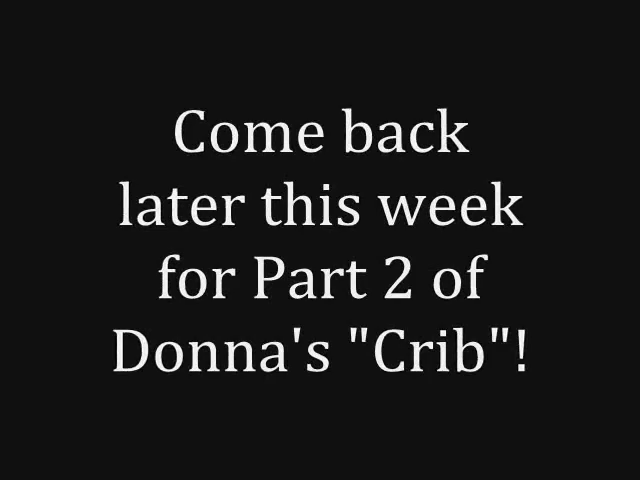 Come back
later this week
for Part 2 of
Donna's "Crib"!